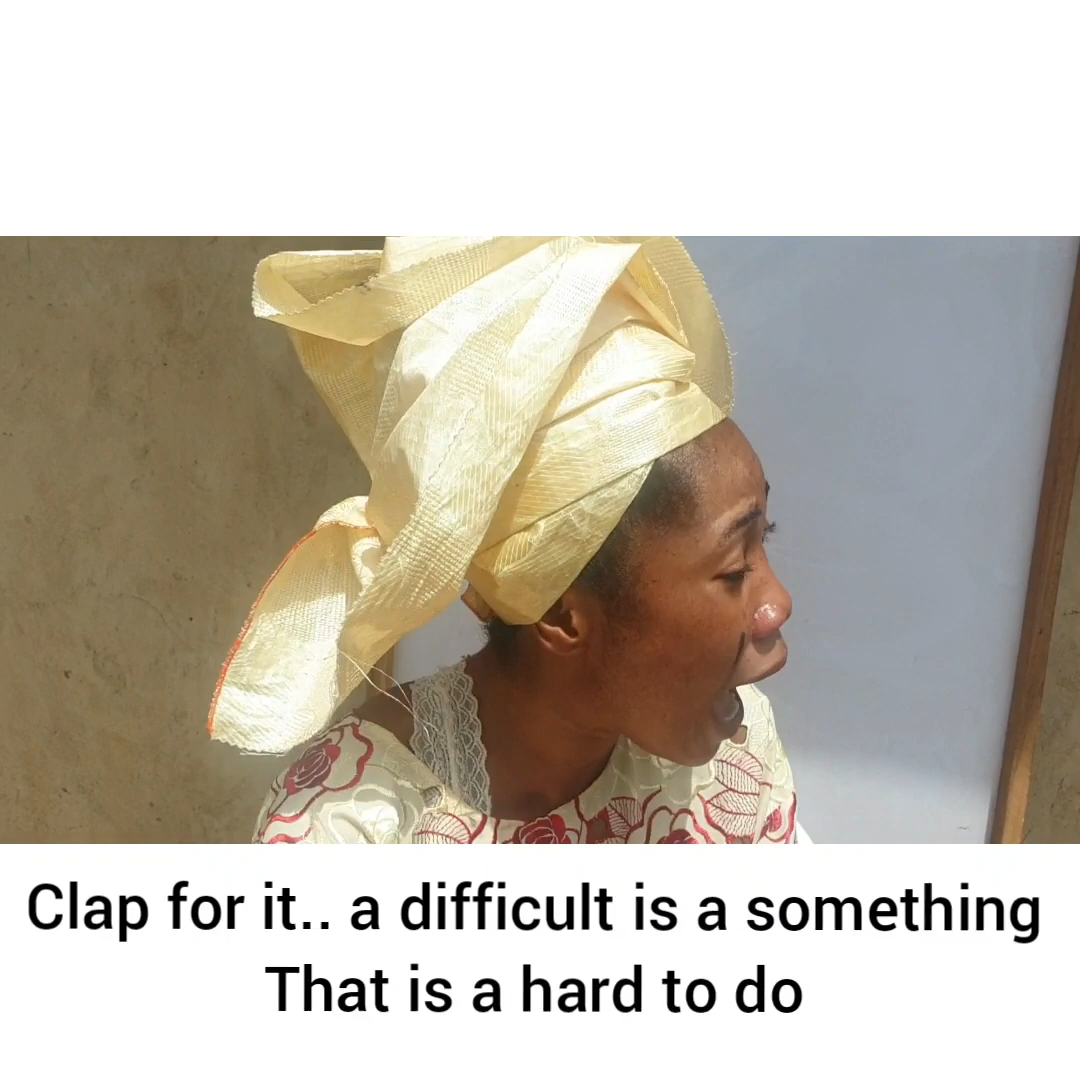 Clap for it.. a difficult is a something
That is a hard to do